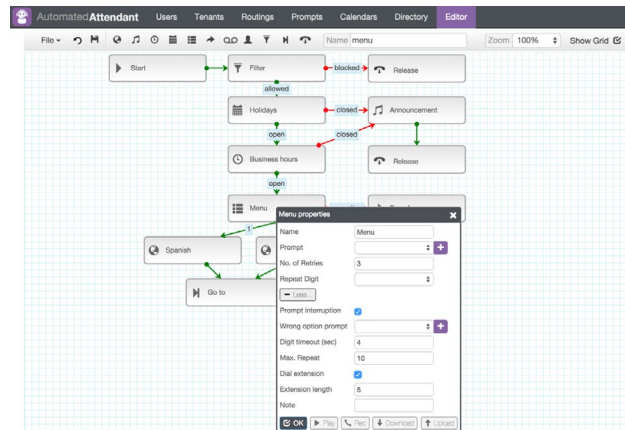 AutomatedAttendant Users Tenants Routings Prompts Calendars Directory Editor
File Name menu Zoom 100% Show Grid
Start Filter blocked Release
allowed
Holidays closed Announcement
open closed
Business hours Release
open
Menu
Menu properties
1
Name Menu
Spanish
Prompt
No. of Retries 3
Repeat Digit
Go to
Less...
Prompt interruption
Wrong option prompt
Digit timeout (sec) 4
Max. Repeat 10
Dial extension
Extension length 5
Note
OK Play Rec Download Upload